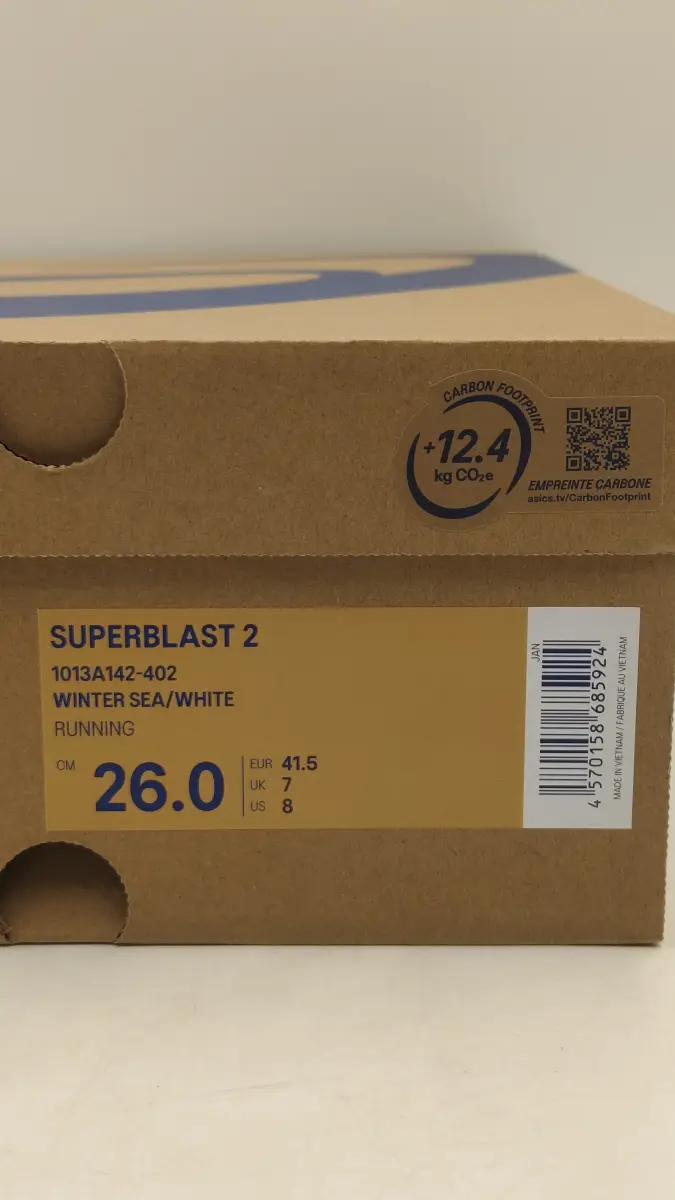 CARBON FOOTPRINT
+12.4
kg CO₂e
EMPREINTE CARBONE
asics.tv/CarbonFootprint
SUPERBLAST 2
1013A142-402
WINTER SEA/WHITE
RUNNING
CM 26.0
EUR 41.5
UK 7
US 8
JAN
4 570158 685924
MADE IN VIETNAM / FABRIQUE AU VIETNAM